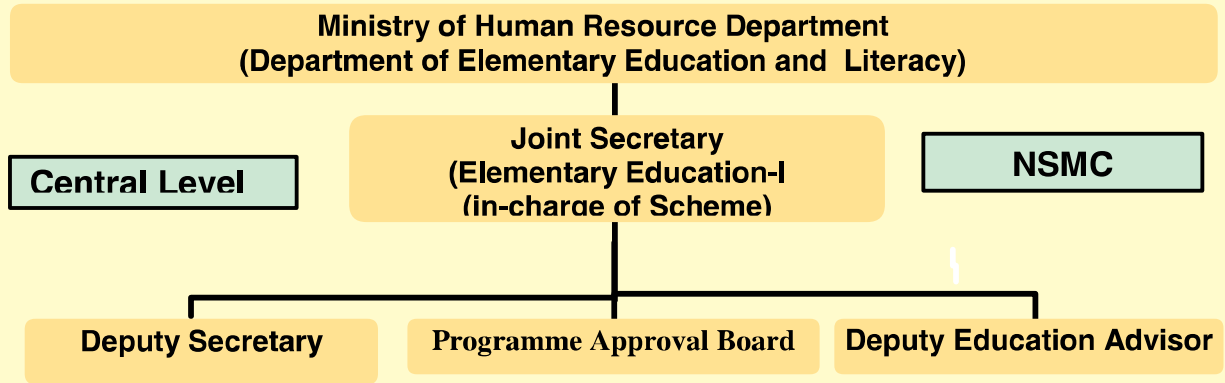 Ministry of Human Resource Department
(Department of Elementary Education and Literacy)
Joint Secretary
(Elementary Education-I
(in-charge of Scheme)
Central Level
NSMC
Deputy Secretary
Programme Approval Board
Deputy Education Advisor